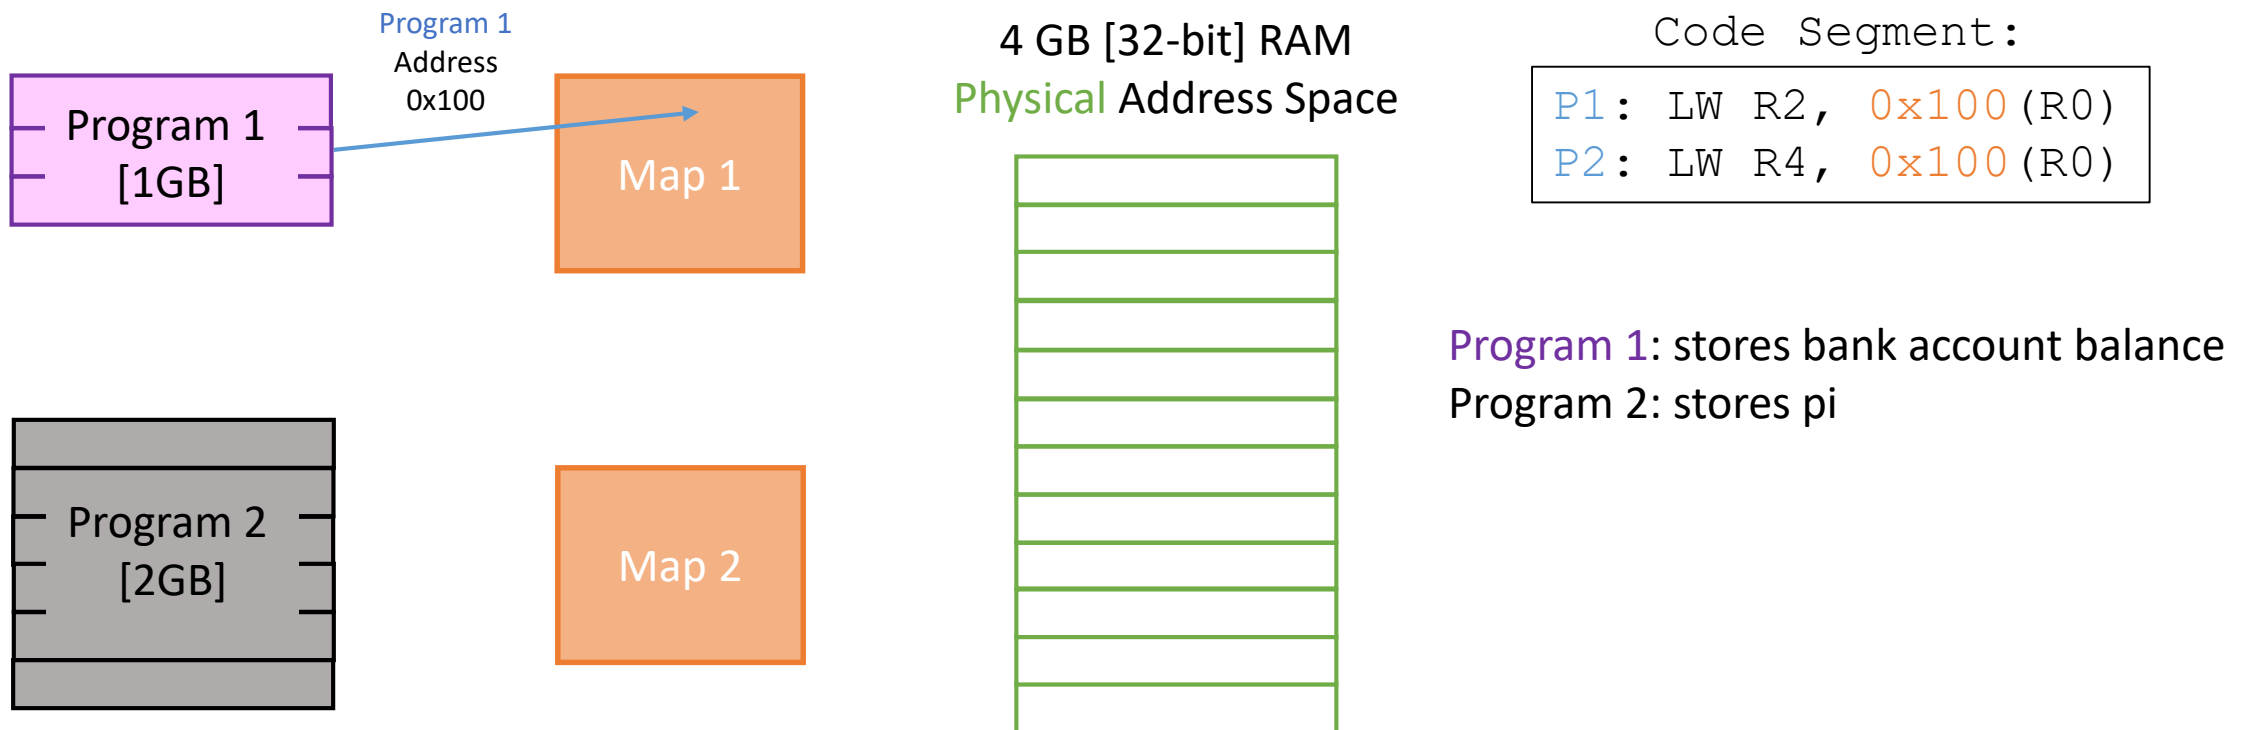 Program 1
Address
0x100
Program 1
[1GB]
Map 1
Program 2
[2GB]
Map 2
4 GB [32-bit] RAM
Physical Address Space
Code Segment:
P1: LW R2, 0x100(R0)
P2: LW R4, 0x100(R0)
Program 1: stores bank account balance
Program 2: stores pi